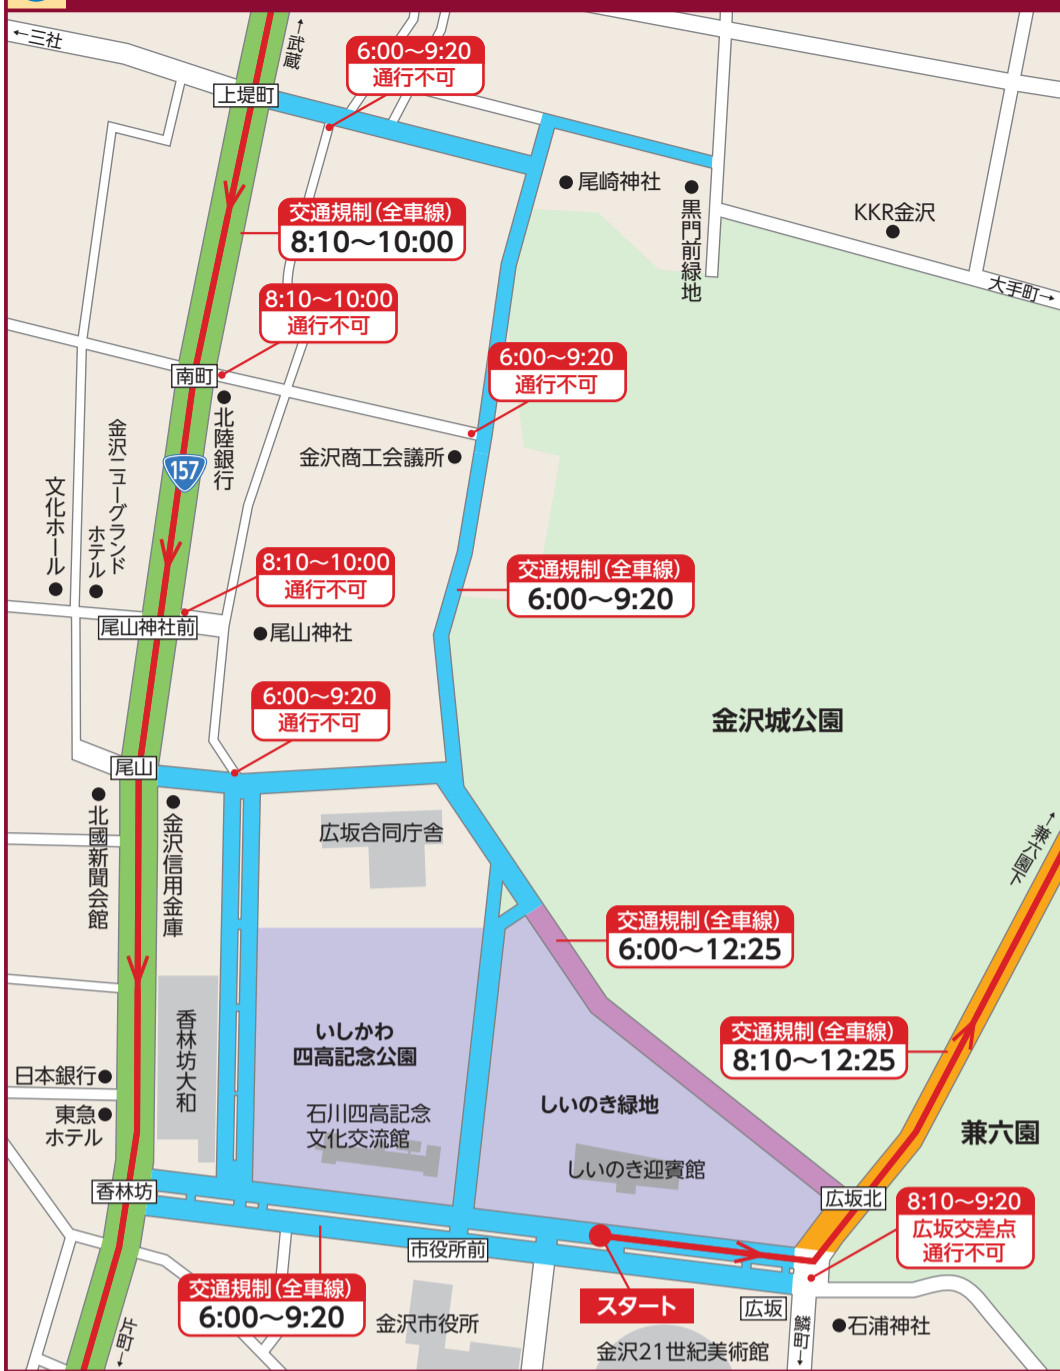 ←三社
←武蔵
6:00〜9:20
通行不可
上堤町
尾崎神社
黒門前緑地
KKR金沢
大手町→
交通規制(全車線)
8:10〜10:00
8:10〜10:00
通行不可
南町
北陸銀行
6:00〜9:20
通行不可
金沢商工会議所
157
金沢ニューグランド
ホテル
文化ホール
8:10〜10:00
通行不可
尾山神社前
尾山神社
交通規制(全車線)
6:00〜9:20
6:00〜9:20
通行不可
金沢城公園
尾山
北國新聞会館
金沢信用金庫
広坂合同庁舎
←兼六園下
交通規制(全車線)
6:00〜12:25
香林坊大和
いしかわ
四高記念公園
石川四高記念
文化交流館
交通規制(全車線)
8:10〜12:25
日本銀行
東急
ホテル
しいのき緑地
しいのき迎賓館
兼六園
香林坊
広坂北
8:10〜9:20
広坂交差点
通行不可
市役所前
交通規制(全車線)
6:00〜9:20
スタート
広坂
片町→
金沢市役所
金沢21世紀美術館
鱗町→
石浦神社